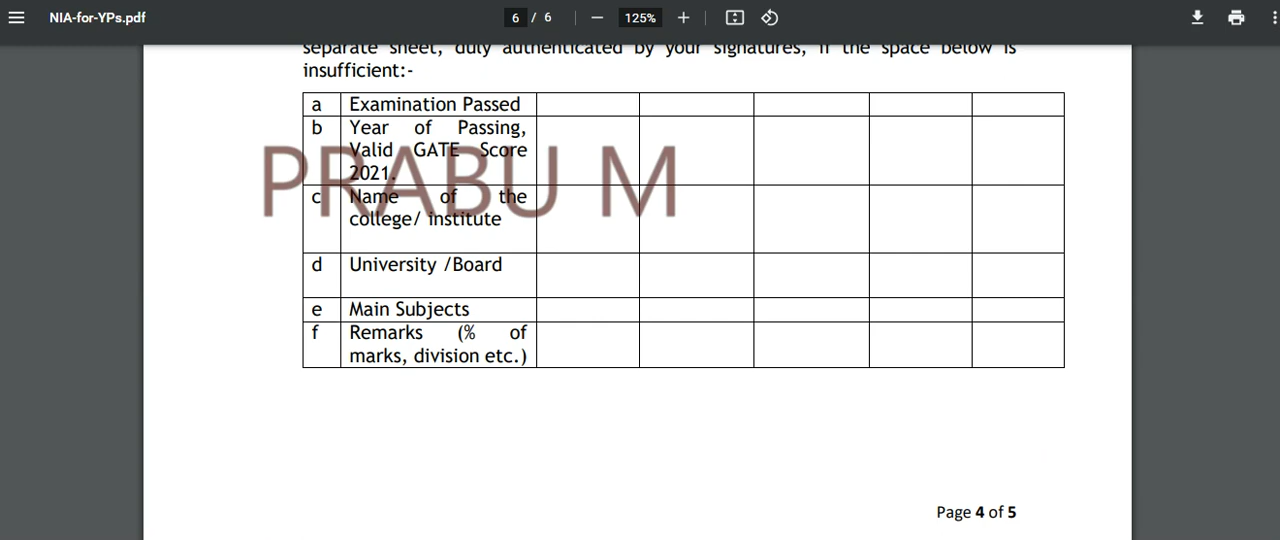 NIA-for-YPs.pdf
6 / 6
125%
separate sheet, duly authenticated by your signatures, if the space below is
insufficient:-
a Examination Passed
b Year of Passing,
Valid GATE Score
2021.
PRABU M
c Name of the
college/ institute
d University /Board
e Main Subjects
f Remarks (% of
marks, division etc.)
Page 4 of 5